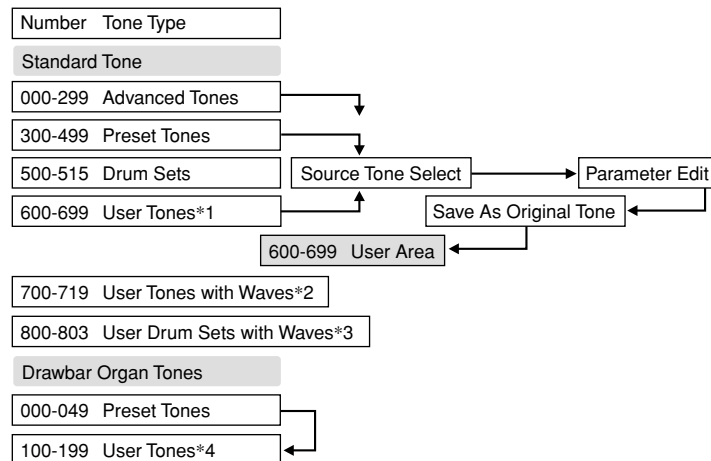 Number Tone Type
Standard Tone
000-299 Advanced Tones
300-499 Preset Tones
500-515 Drum Sets
Source Tone Select
Parameter Edit
600-699 User Tones*1
Save As Original Tone
600-699 User Area
700-719 User Tones with Waves*2
800-803 User Drum Sets with Waves*3
Drawbar Organ Tones
000-049 Preset Tones
100-199 User Tones*4